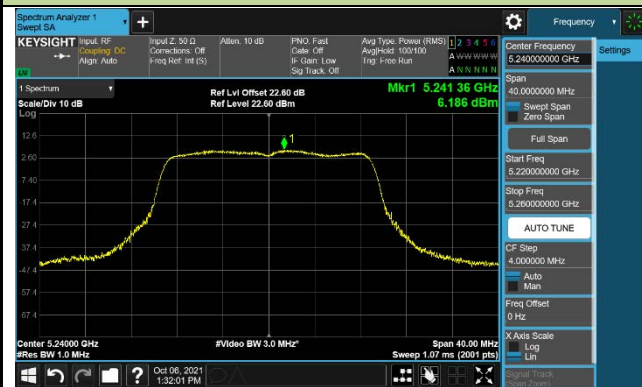 Spectrum Analyzer 1
Swept SA
Frequency
KEYSIGHT
Input: RF
Coupling: DC
Align: Auto
Input Z: 50 Ω
Corrections: Off
Freq Ref: Int (S)
Atten: 10 dB
PNO: Fast
Gate: Off
IF Gain: Low
Sig Track: Off
Avg Type: Power (RMS)
Avg|Hold: 100/100
Trig: Free Run
1 2 3 4 5 6
A W W W W W
A N N N N N
LXI
Center Frequency
5.240000000 GHz
Settings
Span
40.0000000 MHz
Swept Span
Zero Span
Full Span
Start Freq
5.220000000 GHz
Stop Freq
5.260000000 GHz
AUTO TUNE
CF Step
4.000000 MHz
Auto
Man
Freq Offset
0 Hz
X Axis Scale
Log
Lin
Signal Track
(Span Zoom)
1 Spectrum
Scale/Div 10 dB
Log
Ref Lvl Offset 22.60 dB
Ref Level 22.60 dBm
Mkr1 5.241 36 GHz
6.186 dBm
1
12.6
2.60
-7.40
-17.4
-27.4
-37.4
-47.4
-57.4
-67.4
Center 5.24000 GHz
#Res BW 1.0 MHz
#Video BW 3.0 MHz*
Span 40.00 MHz
Sweep 1.07 ms (2001 pts)
Oct 06, 2021
1:32:01 PM